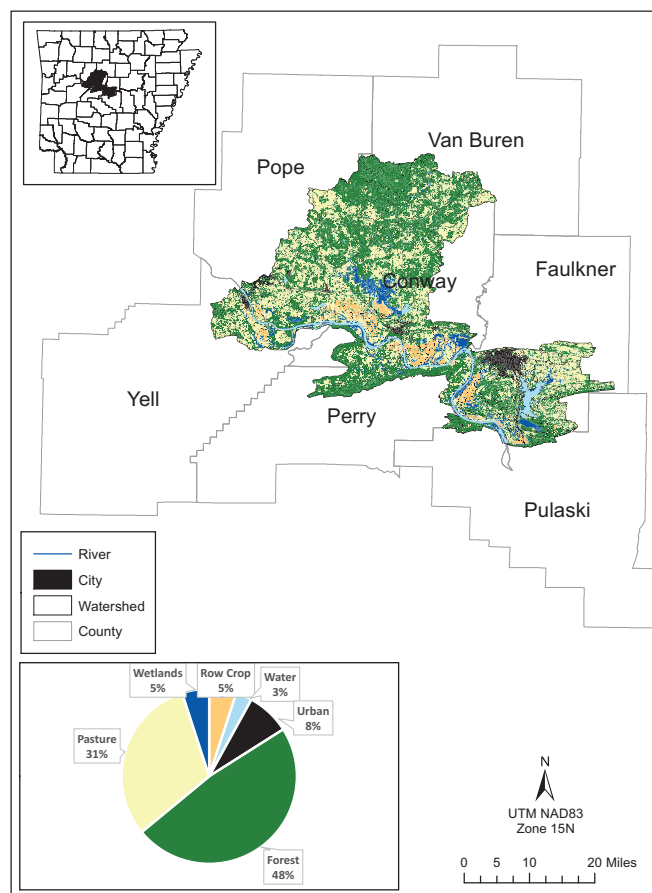 Van Buren
Pope
Conway
Faulkner
Yell
Perry
Pulaski
River
City
Watershed
County
Wetlands
5%
Row Crop
5%
Water
3%
Urban
8%
Pasture
31%
Forest
48%
N
UTM NAD83
Zone 15N
0 5 10 20 Miles